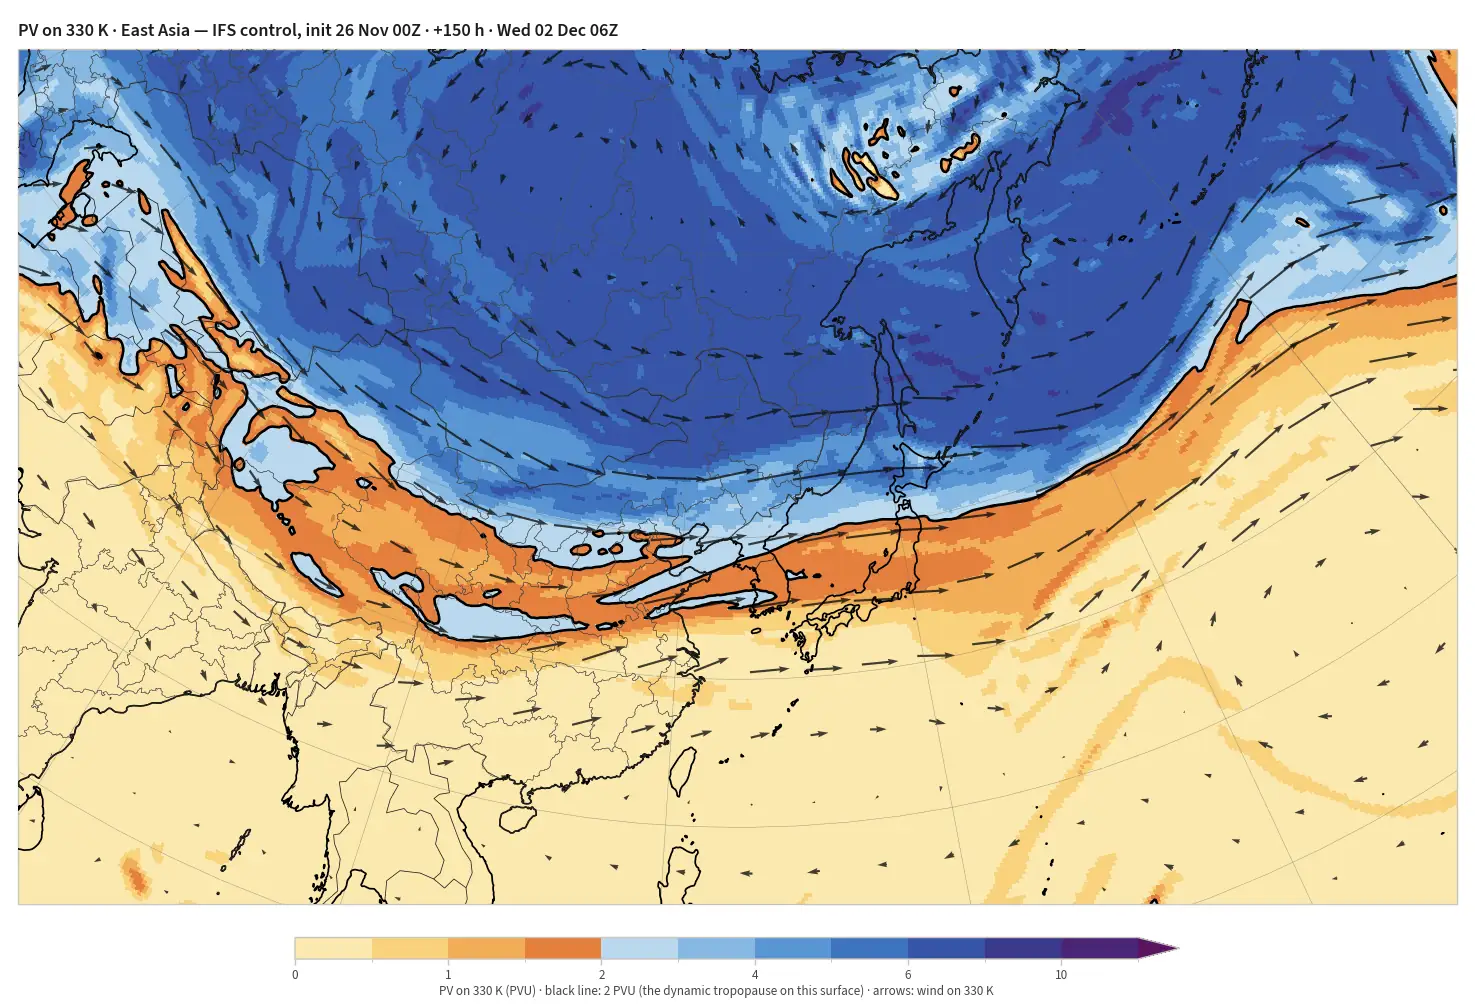 PV on 330 K · East Asia — IFS control, init 26 Nov 00Z · +150 h · Wed 02 Dec 06Z
0 1 2 4 6 10
PV on 330 K (PVU) · black line: 2 PVU (the dynamic tropopause on this surface) · arrows: wind on 330 K